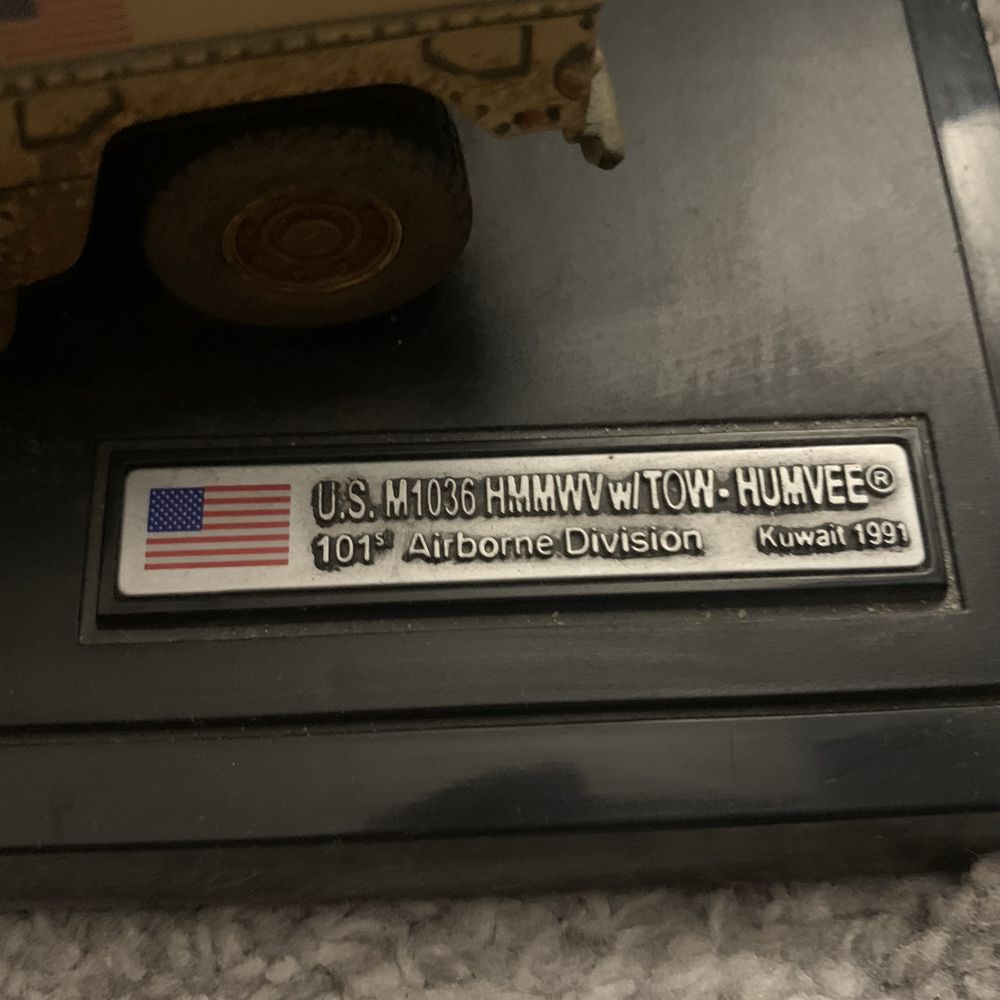 U.S. M1036 HMMWV w/TOW - HUMVEE®
101st Airborne Division Kuwait 1991